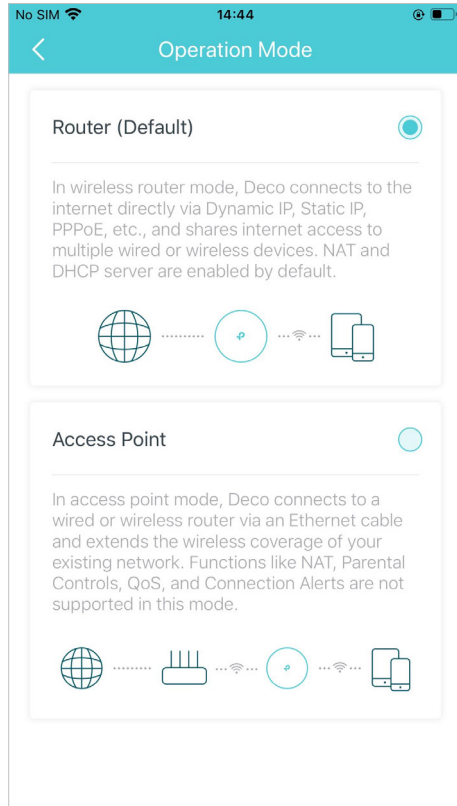 No SIM 14:44
Operation Mode
Router (Default)
In wireless router mode, Deco connects to the
internet directly via Dynamic IP, Static IP,
PPPoE, etc., and shares internet access to
multiple wired or wireless devices. NAT and
DHCP server are enabled by default.
Access Point
In access point mode, Deco connects to a
wired or wireless router via an Ethernet cable
and extends the wireless coverage of your
existing network. Functions like NAT, Parental
Controls, QoS, and Connection Alerts are not
supported in this mode.